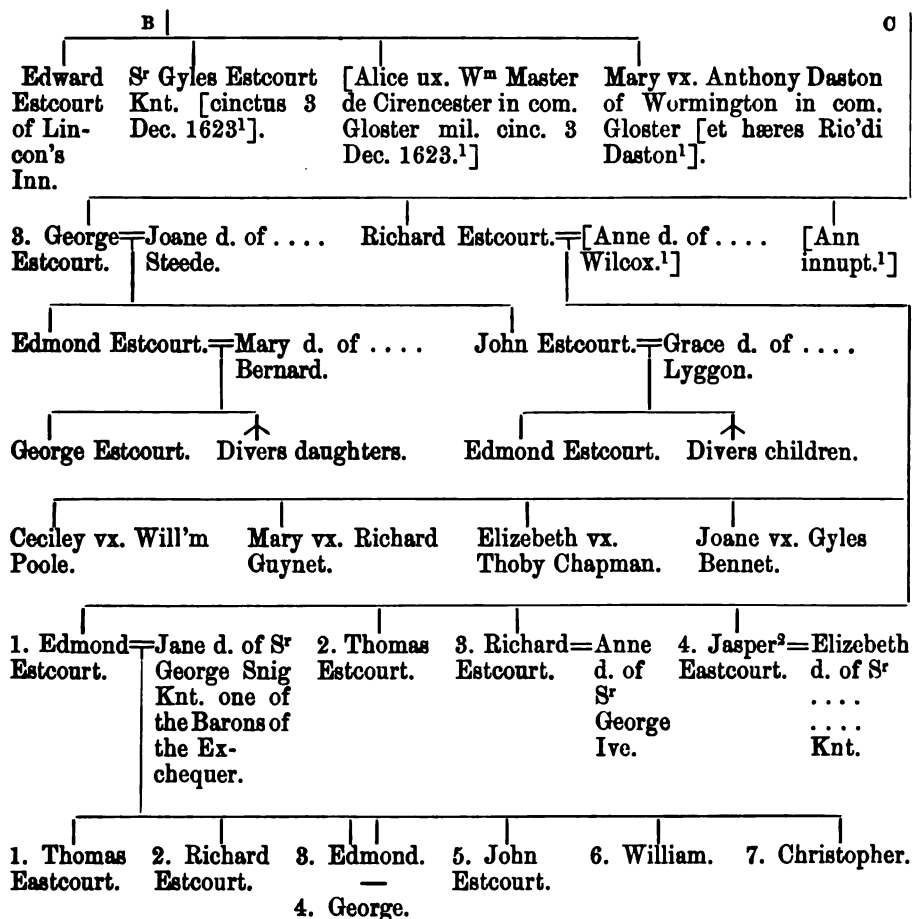 B C
Edward Estcourt of Lin- con's Inn.
Sʳ Gyles Estcourt Knt. [cinctus 3 Dec. 1623¹].
[Alice ux. Wᵐ Master de Cirencester in com. Gloster mil. cinc. 3 Dec. 1623.¹]
Mary vx. Anthony Daston of Wormington in com. Gloster [et hæres Ric'di Daston¹].
3. George Estcourt.
Joane d. of .... Steede.
Richard Estcourt.
[Anne d. of .... Wilcox.¹]
[Ann innupt.¹]
Edmond Estcourt.
Mary d. of .... Bernard.
John Estcourt.
Grace d. of .... Lyggon.
George Estcourt.
Divers daughters.
Edmond Estcourt.
Divers children.
Ceciley vx. Will'm Poole.
Mary vx. Richard Guynet.
Elizebeth vx. Thoby Chapman.
Joane vx. Gyles Bennet.
1. Edmond Estcourt.
Jane d. of Sʳ George Snig Knt. one of the Barons of the Ex- chequer.
2. Thomas Estcourt.
3. Richard Estcourt.
Anne d. of Sʳ George Ive.
4. Jasper² Eastcourt.
Elizebeth d. of Sʳ .... .... Knt.
1. Thomas Eastcourt.
2. Richard Estcourt.
3. Edmond.
—
4. George.
5. John Estcourt.
6. William.
7. Christopher.